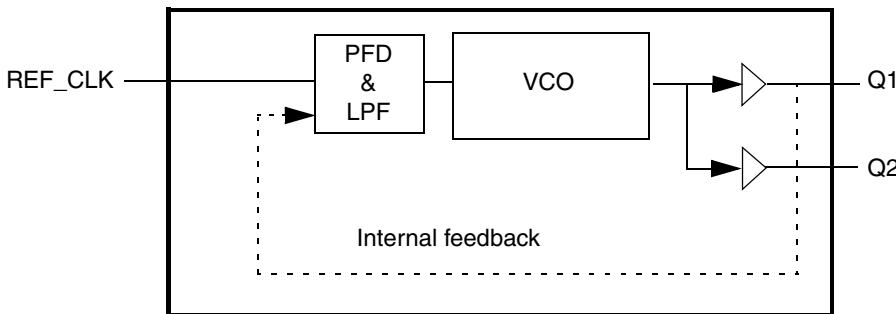 PFD
&
LPF
REF_CLK
VCO
Q1
Q2
Internal feedback